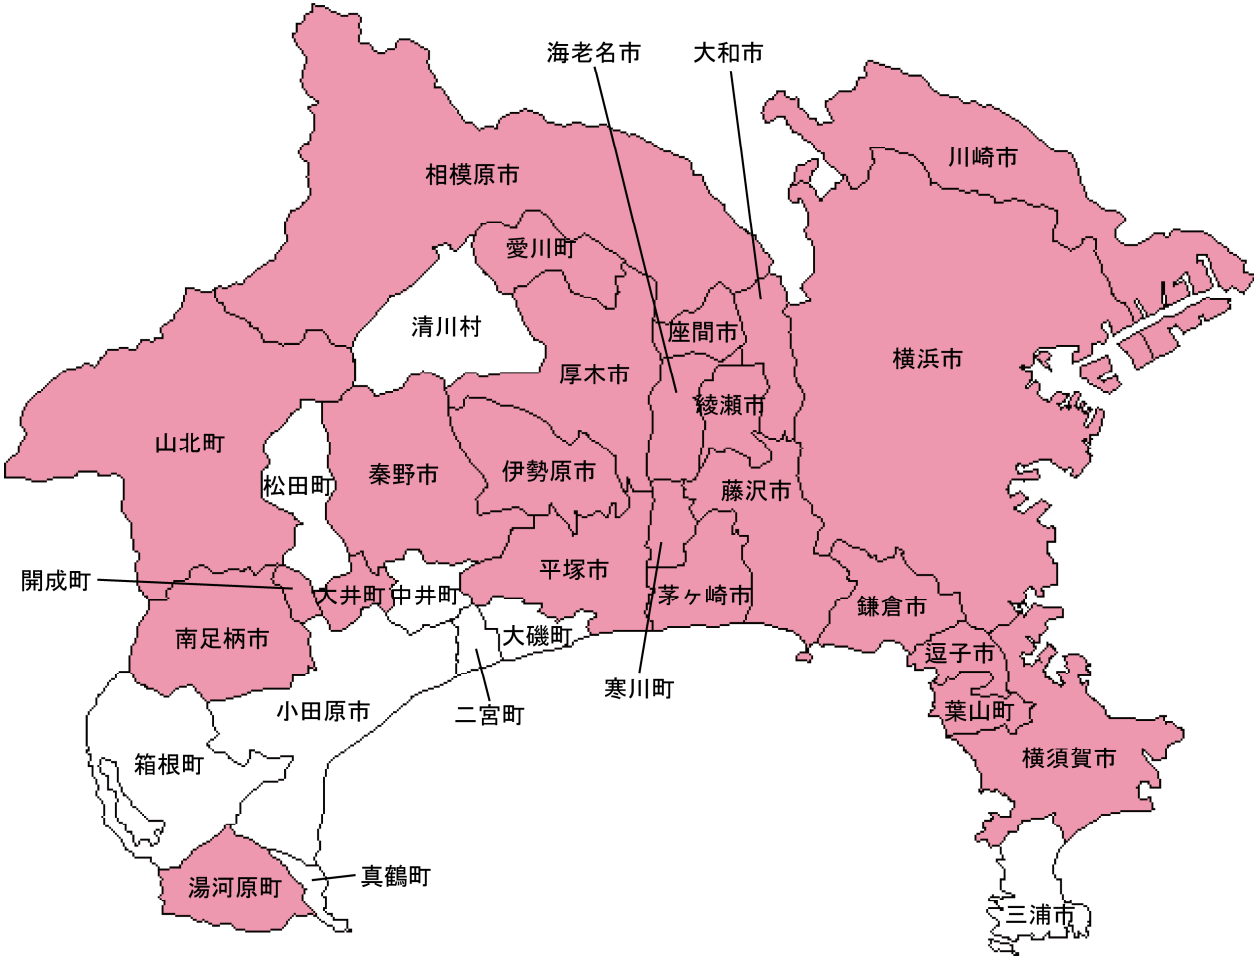 海老名市
大和市
川崎市
相模原市
愛川町
清川村
座間市
横浜市
厚木市
綾瀬市
山北町
伊勢原市
秦野市
松田町
藤沢市
平塚市
開成町
大井町
中井町
茅ヶ崎市
鎌倉市
南足柄市
大磯町
逗子市
寒川町
小田原市
二宮町
葉山町
横須賀市
箱根町
真鶴町
湯河原町
三浦市